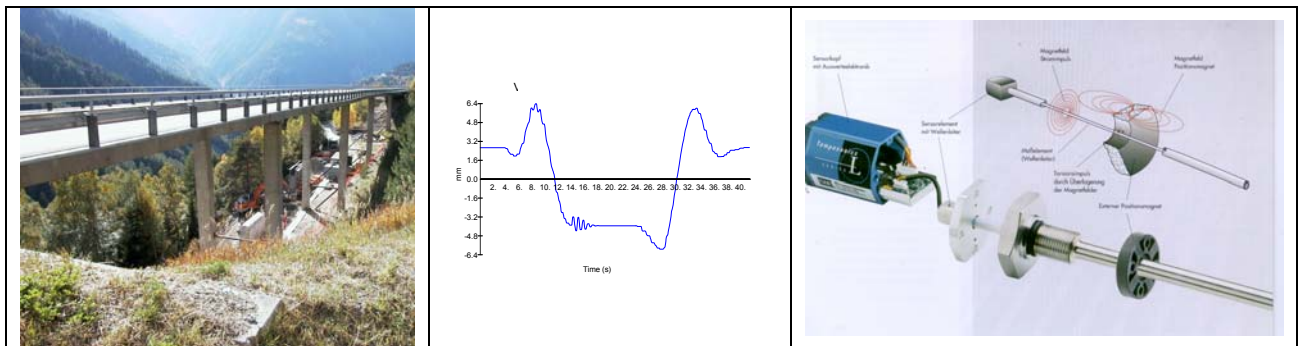 \
6.4
4.8
3.2
1.6
0.0
-1.6
-3.2
-4.8
-6.4
mm
2. 4. 6. 8. 10. 12. 14. 16. 18. 20. 22. 24. 26. 28. 30. 32. 34. 36. 38. 40.
Time (s)
Sensorkopf
mit Auswerteelektronik
Magnetfeld
Stromimpuls
Magnetfeld
Positionsmagnet
Sensorelement
mit Wellenleiter
Meßelement
(Wellenleiter)
Torsionsimpuls
durch Überlagerung
der Magnetfelder
Externer Positionsmagnet
Temposonics
L